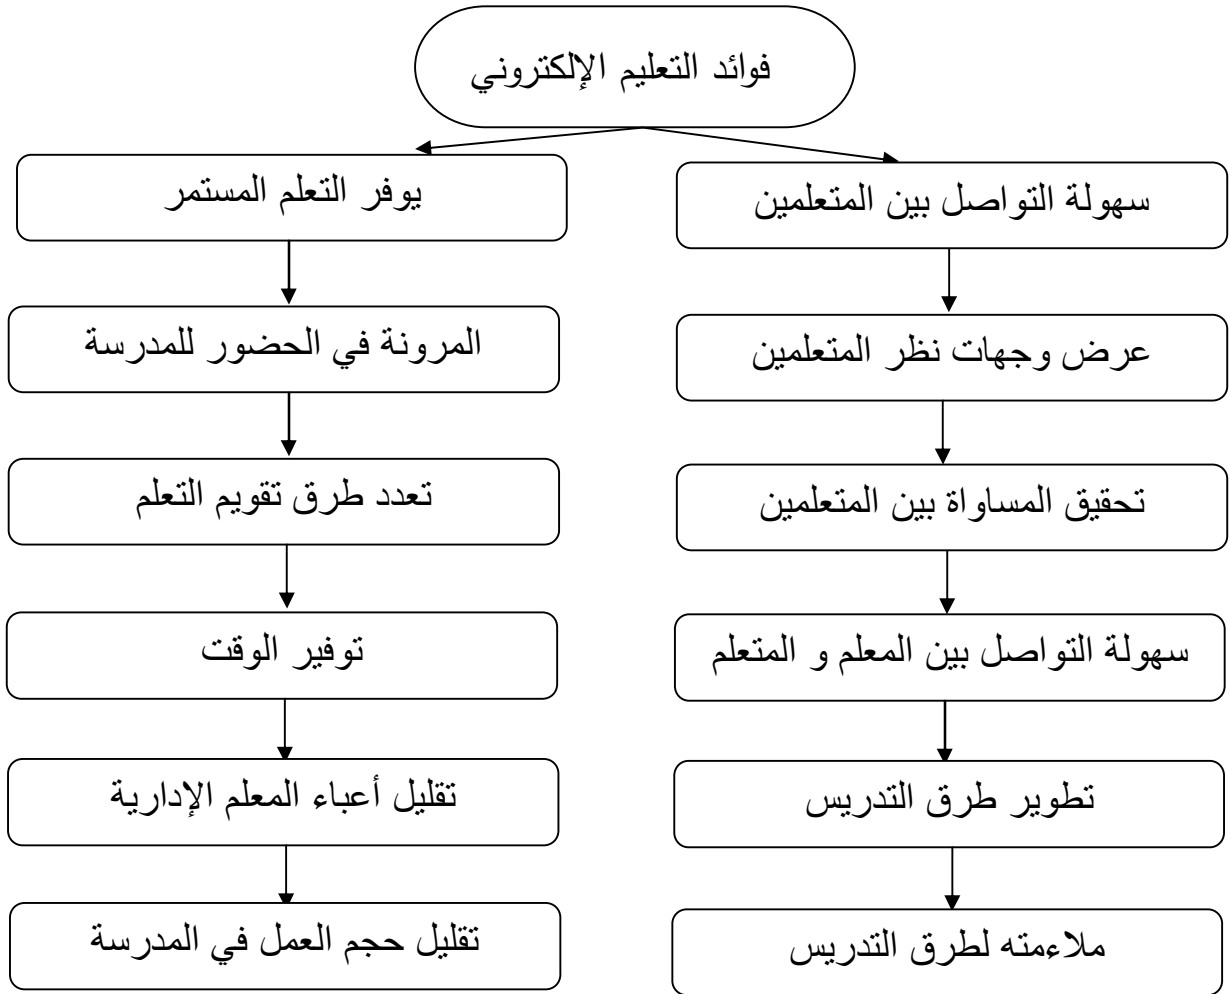 فوائد التعليم الإلكتروني
سهولة التواصل بين المتعلمين
عرض وجهات نظر المتعلمين
تحقيق المساواة بين المتعلمين
سهولة التواصل بين المعلم و المتعلم
تطوير طرق التدريس
ملاءمته لطرق التدريس
يوفر التعلم المستمر
المرونة في الحضور للمدرسة
تعدد طرق تقويم التعلم
توفير الوقت
تقليل أعباء المعلم الإدارية
تقليل حجم العمل في المدرسة